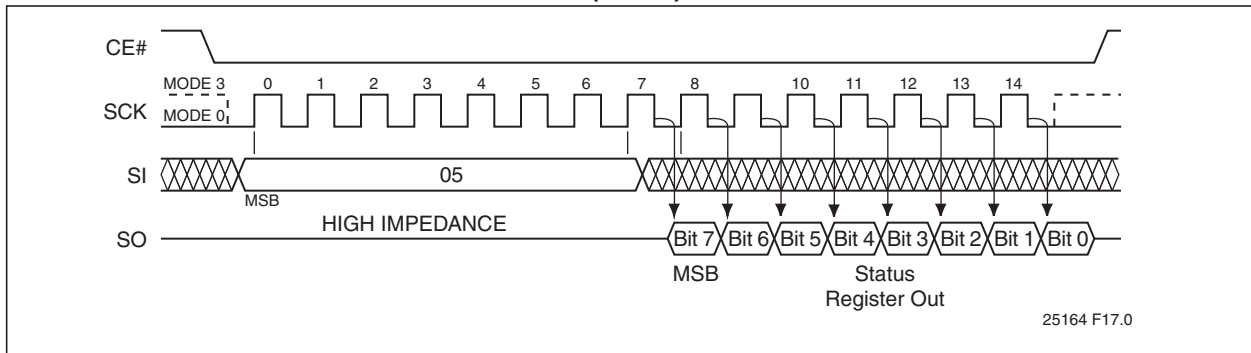 CE#
MODE 3 0 1 2 3 4 5 6 7 8 10 11 12 13 14
SCK
MODE 0
SI 05
MSB
HIGH IMPEDANCE
SO Bit 7 Bit 6 Bit 5 Bit 4 Bit 3 Bit 2 Bit 1 Bit 0
MSB Status
Register Out
25164 F17.0